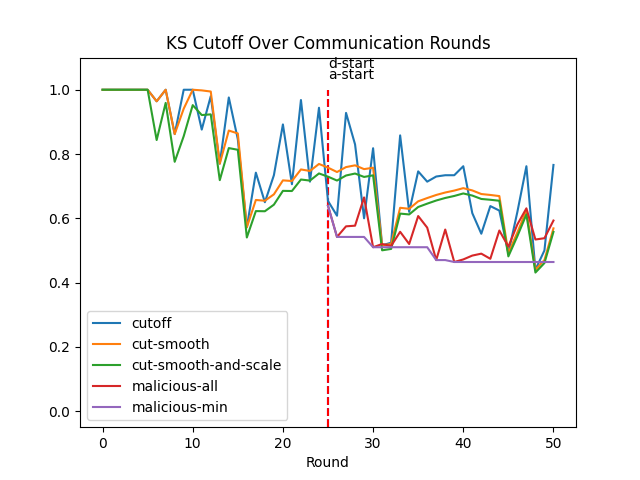 KS Cutoff Over Communication Rounds
d-start
a-start
1.0
0.8
0.6
0.4
0.2
0.0
cutoff
cut-smooth
cut-smooth-and-scale
malicious-all
malicious-min
0 10 20 30 40 50
Round